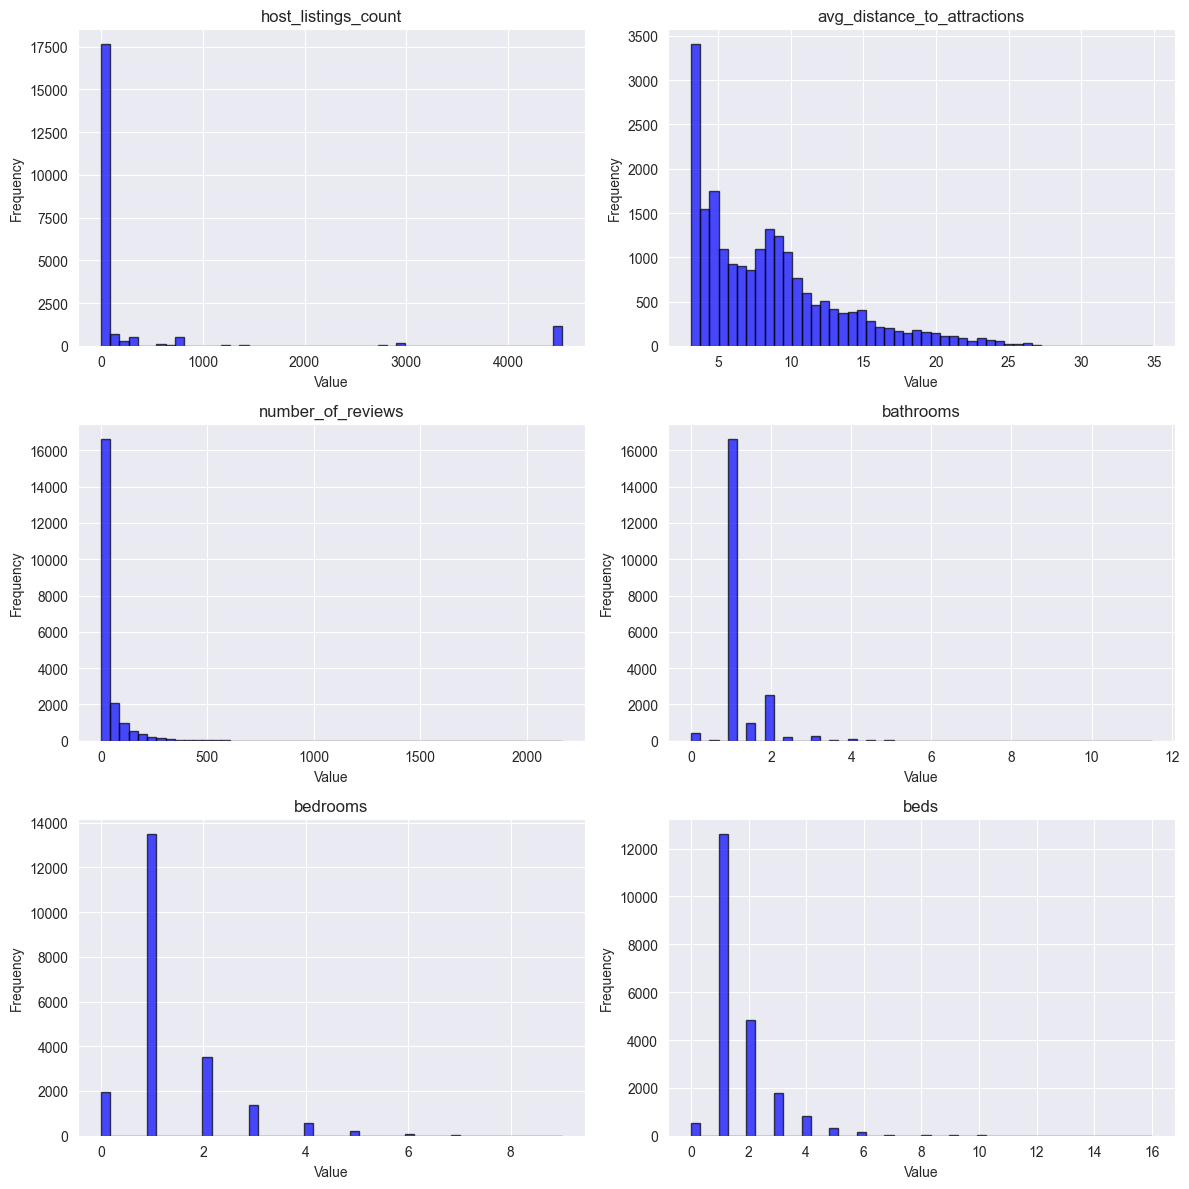 host_listings_count
17500
15000
12500
10000
7500
5000
2500
0
Frequency
0 1000 2000 3000 4000
Value
avg_distance_to_attractions
3500
3000
2500
2000
1500
1000
500
0
Frequency
5 10 15 20 25 30 35
Value
number_of_reviews
16000
14000
12000
10000
8000
6000
4000
2000
0
Frequency
0 500 1000 1500 2000
Value
bathrooms
16000
14000
12000
10000
8000
6000
4000
2000
0
Frequency
0 2 4 6 8 10 12
Value
bedrooms
14000
12000
10000
8000
6000
4000
2000
0
Frequency
0 2 4 6 8
Value
beds
12000
10000
8000
6000
4000
2000
0
Frequency
0 2 4 6 8 10 12 14 16
Value